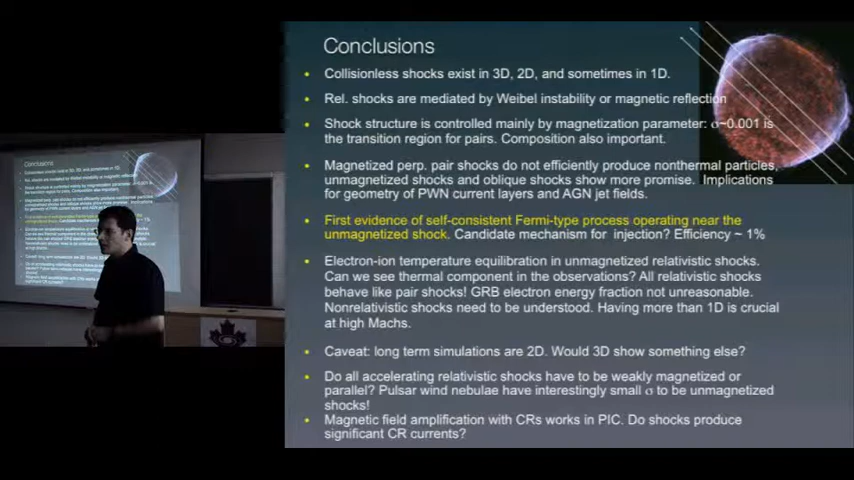 Conclusions
Collisionless shocks exist in 3D, 2D, and sometimes in 1D.
Rel. shocks are mediated by Weibel instability or magnetic reflection
Shock structure is controlled mainly by magnetization parameter: σ~0.001 is
the transition region for pairs. Composition also important.
Magnetized perp. pair shocks do not efficiently produce nonthermal particles,
unmagnetized shocks and oblique shocks show more promise. Implications
for geometry of PWN current layers and AGN jet fields.
First evidence of self-consistent Fermi-type process operating near the
unmagnetized shock. Candidate mechanism for injection? Efficiency ~ 1%
Electron-ion temperature equilibration in unmagnetized relativistic shocks.
Can we see thermal component in the observations? All relativistic shocks
behave like pair shocks! GRB electron energy fraction not unreasonable.
Nonrelativistic shocks need to be understood. Having more than 1D is crucial
at high Machs.
Caveat: long term simulations are 2D. Would 3D show something else?
Do all accelerating relativistic shocks have to be weakly magnetized or
parallel? Pulsar wind nebulae have interestingly small σ to be unmagnetized
shocks!
Magnetic field amplification with CRs works in PIC. Do shocks produce
significant CR currents?
Conclusions